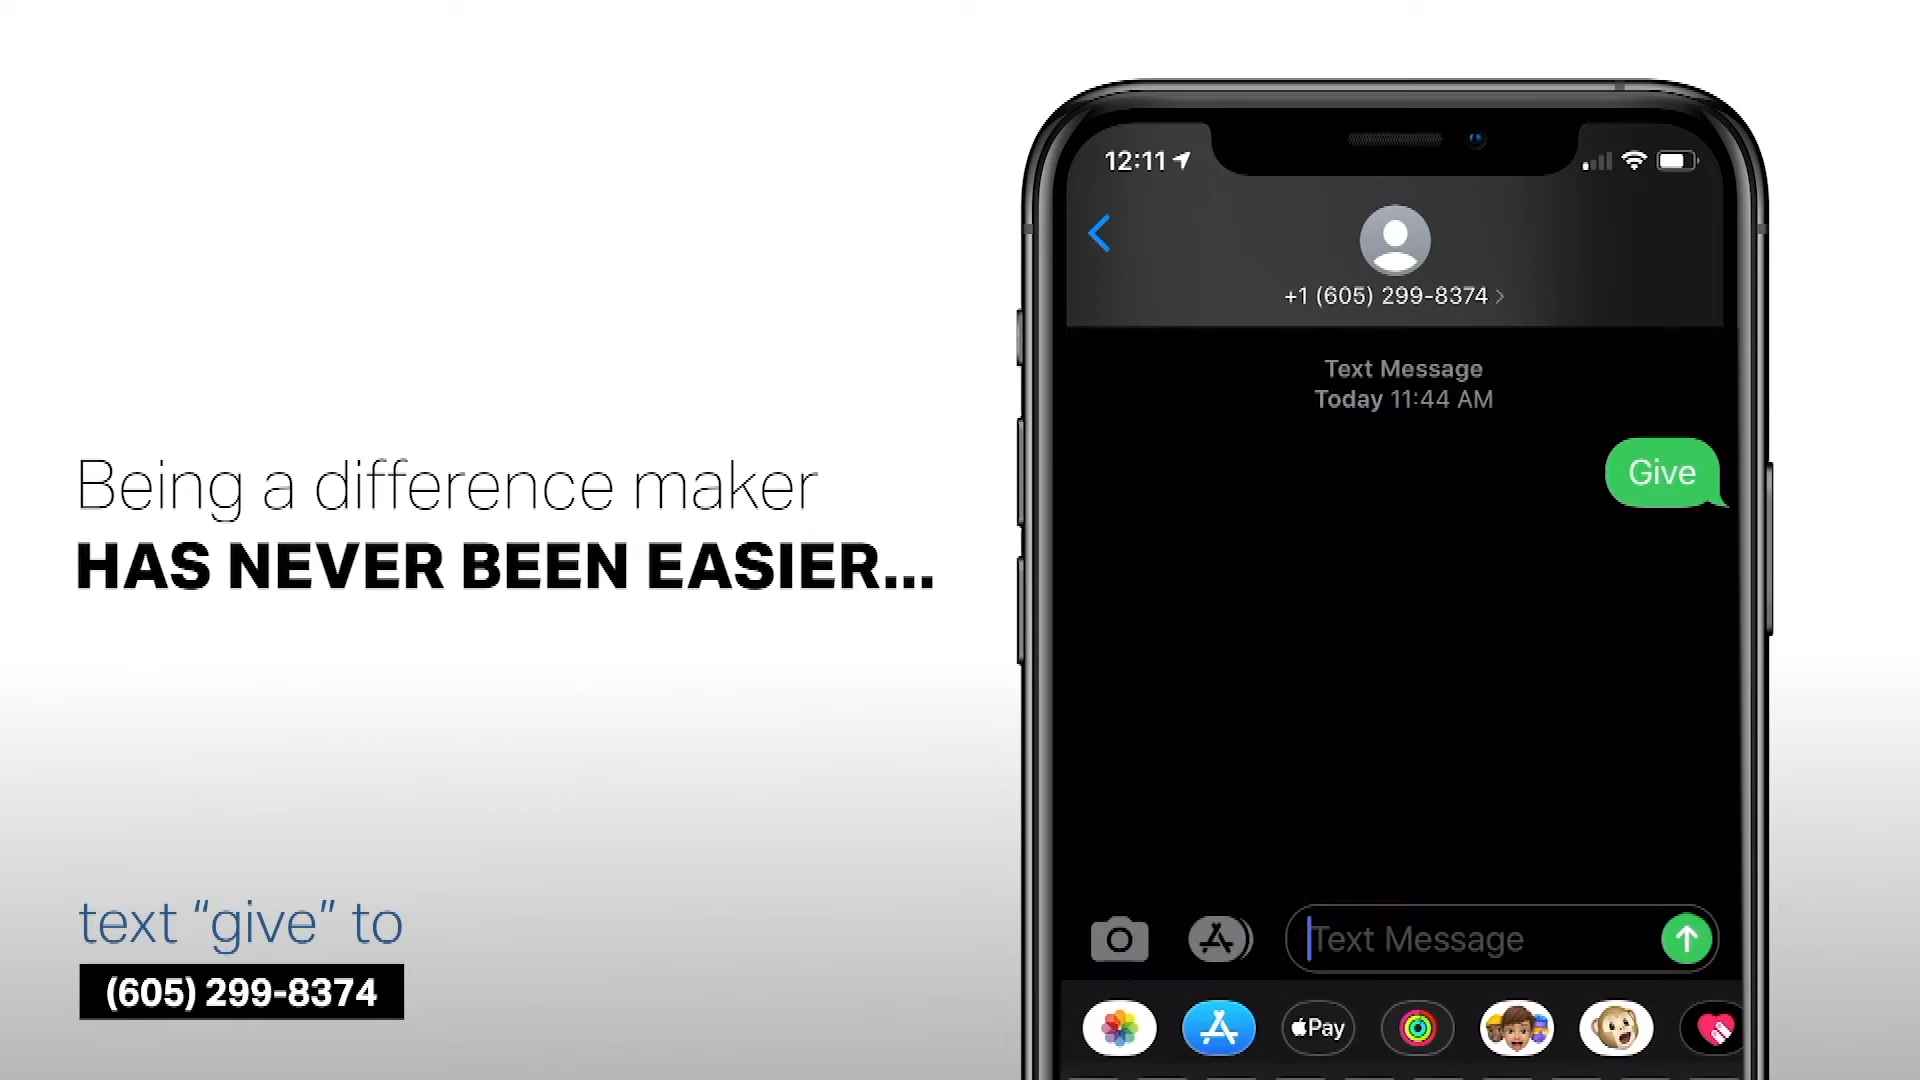 Being a difference maker
HAS NEVER BEEN EASIER...
text “give” to
(605) 299-8374
12:11
+1 (605) 299-8374
Text Message
Today 11:44 AM
Give
Text Message
Pay